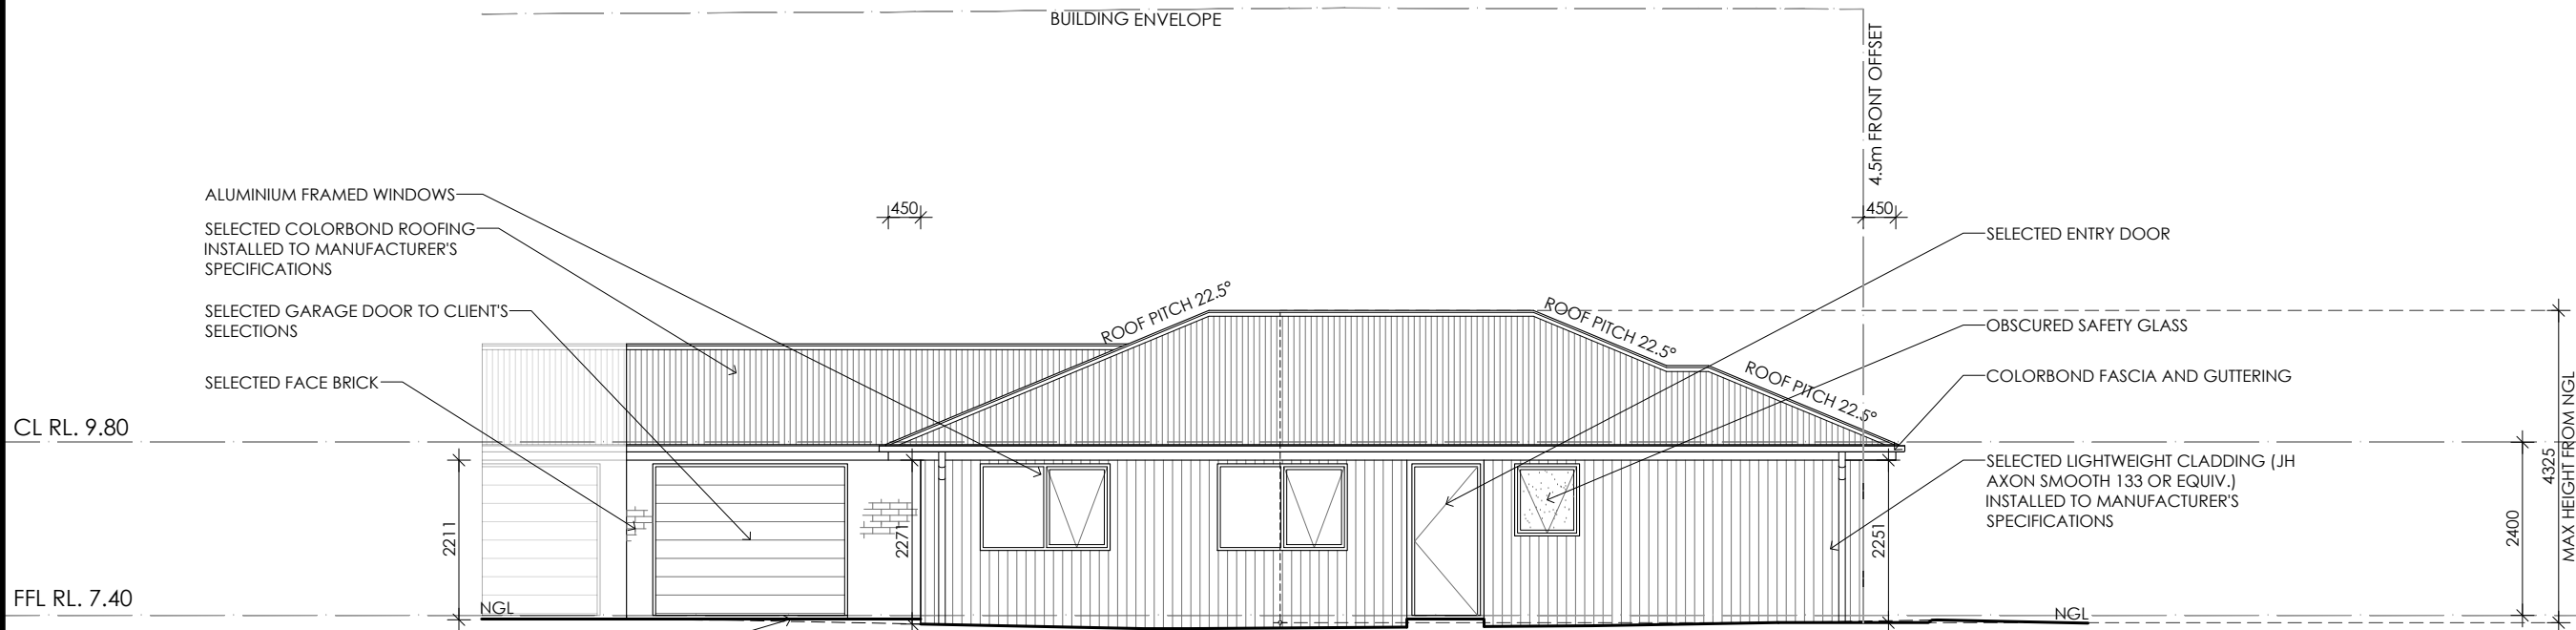 BUILDING ENVELOPE
4.5m FRONT OFFSET
ALUMINIUM FRAMED WINDOWS
SELECTED COLORBOND ROOFING
INSTALLED TO MANUFACTURER'S
SPECIFICATIONS
SELECTED GARAGE DOOR TO CLIENT'S
SELECTIONS
SELECTED FACE BRICK
CL RL. 9.80
FFL RL. 7.40
450
450
ROOF PITCH 22.5°
ROOF PITCH 22.5°
ROOF PITCH 22.5°
SELECTED ENTRY DOOR
OBSCURED SAFETY GLASS
COLORBOND FASCIA AND GUTTERING
SELECTED LIGHTWEIGHT CLADDING (JH
AXON SMOOTH 133 OR EQUIV.)
INSTALLED TO MANUFACTURER'S
SPECIFICATIONS
2211
2271
2251
2400
4325
MAX HEIGHT FROM NGL
NGL
NGL